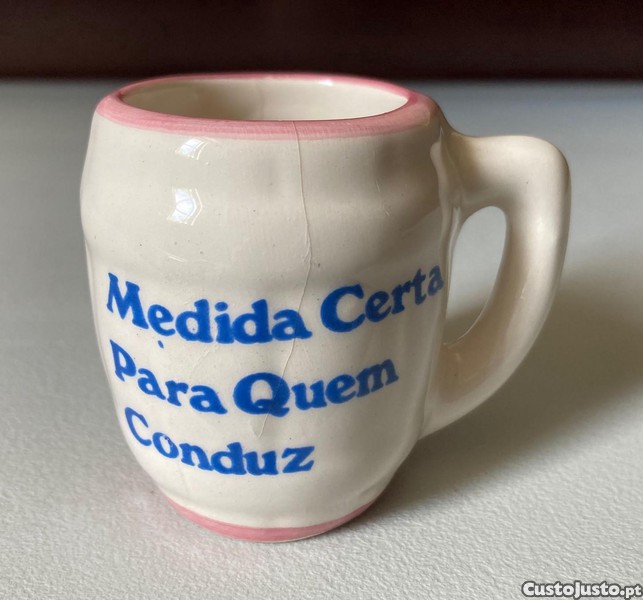 Medida Certa
Para Quem
Conduz
CustoJusto.pt